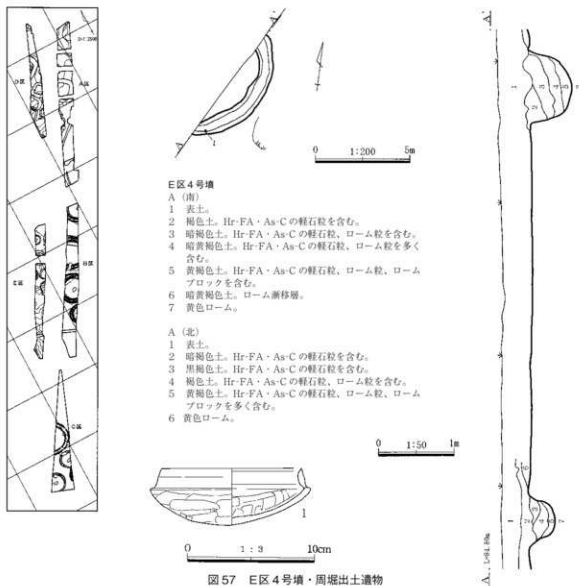 D区
A区
E区
B区
C区
A
A'
1
0 1:200 5m
E区4号墳
A (南)
1 表土。
2 褐色土。Hr-FA・As-Cの軽石粒を含む。
3 暗褐色土。Hr-FA・As-Cの軽石粒、ローム粒を含む。
4 暗黄褐色土。Hr-FA・As-Cの軽石粒、ローム粒を多く
含む。
5 黄褐色土。Hr-FA・As-Cの軽石粒、ローム粒、ローム
ブロックを含む。
6 暗黄褐色土。ローム漸移層。
7 黄色ローム。
A (北)
1 表土。
2 暗褐色土。Hr-FA・As-Cの軽石粒を含む。
3 黒褐色土。Hr-FA・As-Cの軽石粒を含む。
4 褐色土。Hr-FA・As-Cの軽石粒、ローム粒を含む。
5 黄褐色土。Hr-FA・As-Cの軽石粒、ローム粒、ローム
ブロックを多く含む。
6 黄色ローム。
0 1:50 1m
1
0 1:3 10cm
図57 E区4号墳・周堀出土遺物